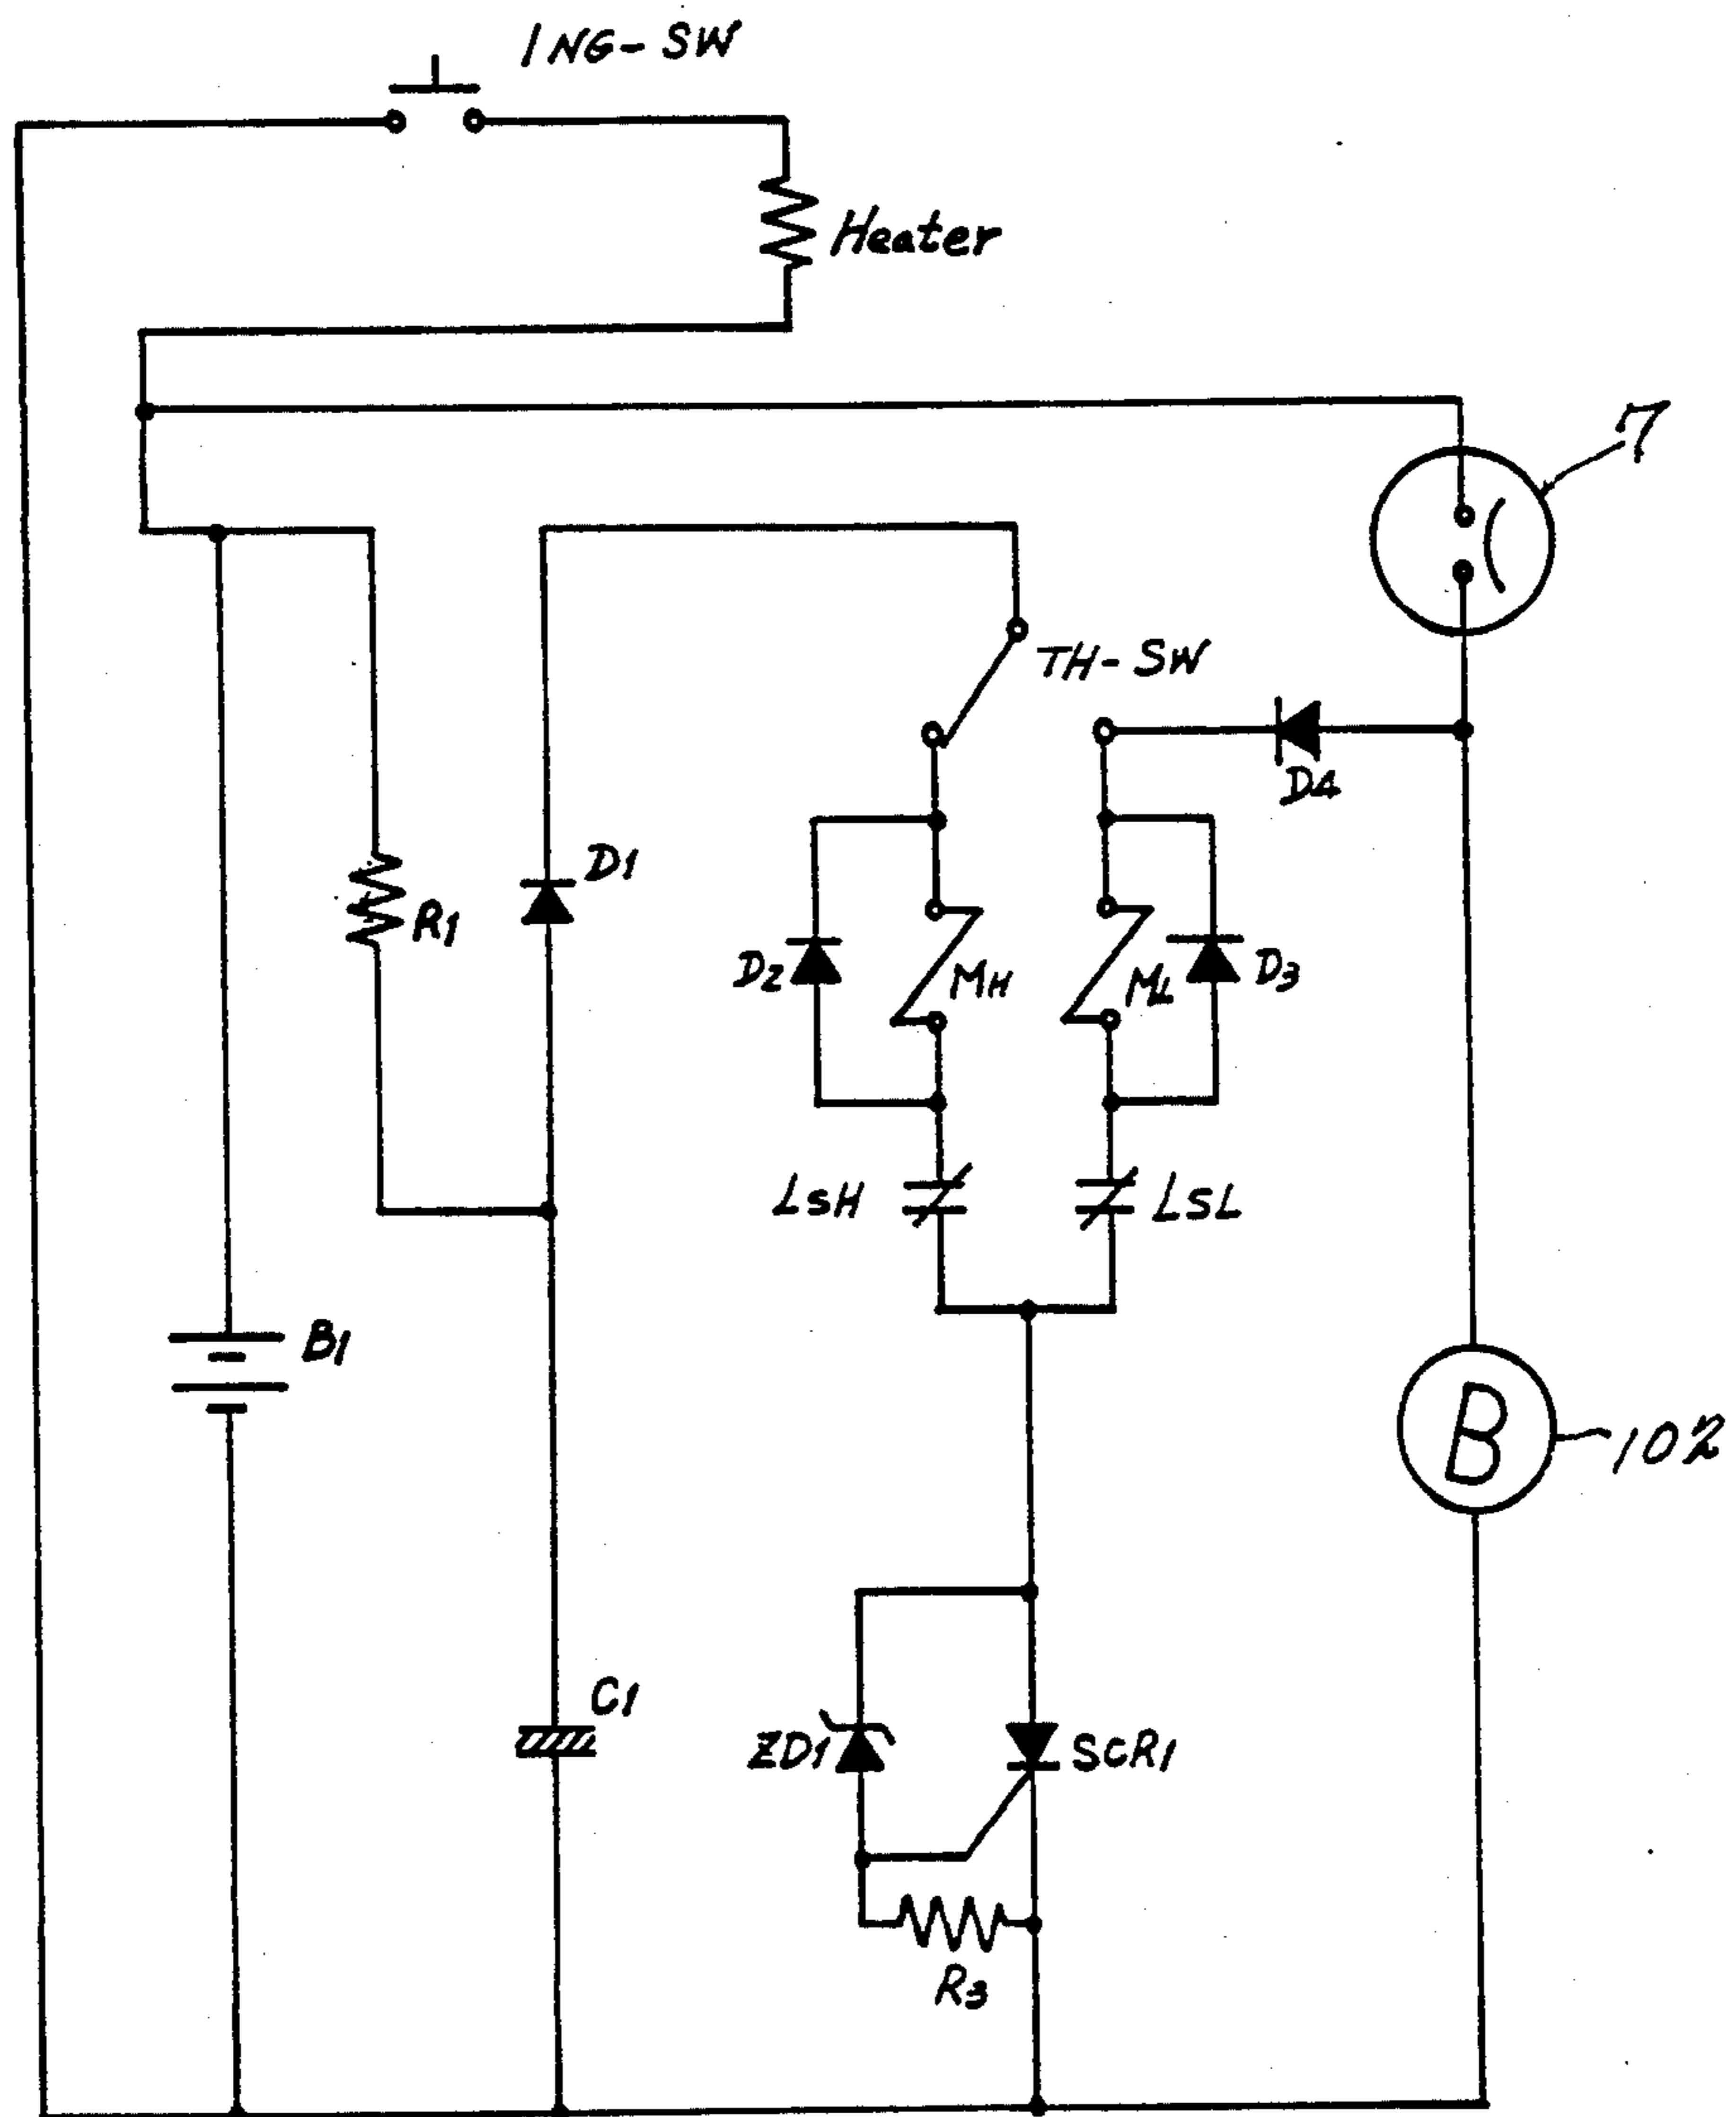 ING-SW
Heater
7
TH-SW
D4
D1
R1
D2
MH
ML
D3
LSH
LSL
B1
B
102
C1
ZD1
SCR1
R3